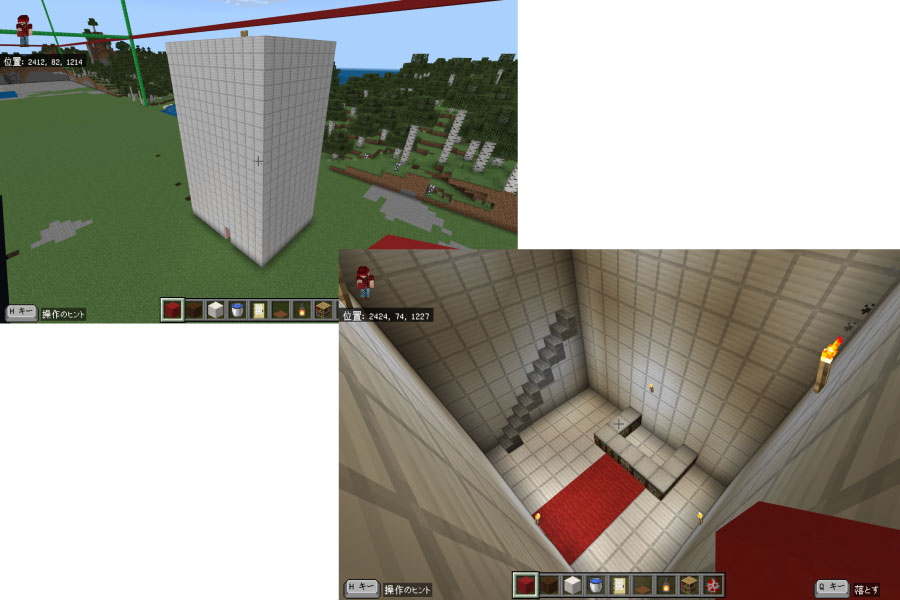 位置: 2412, 82, 1214
H キー 操作のヒント
位置: 2424, 74, 1227
H キー 操作のヒント
Q キー 落とす